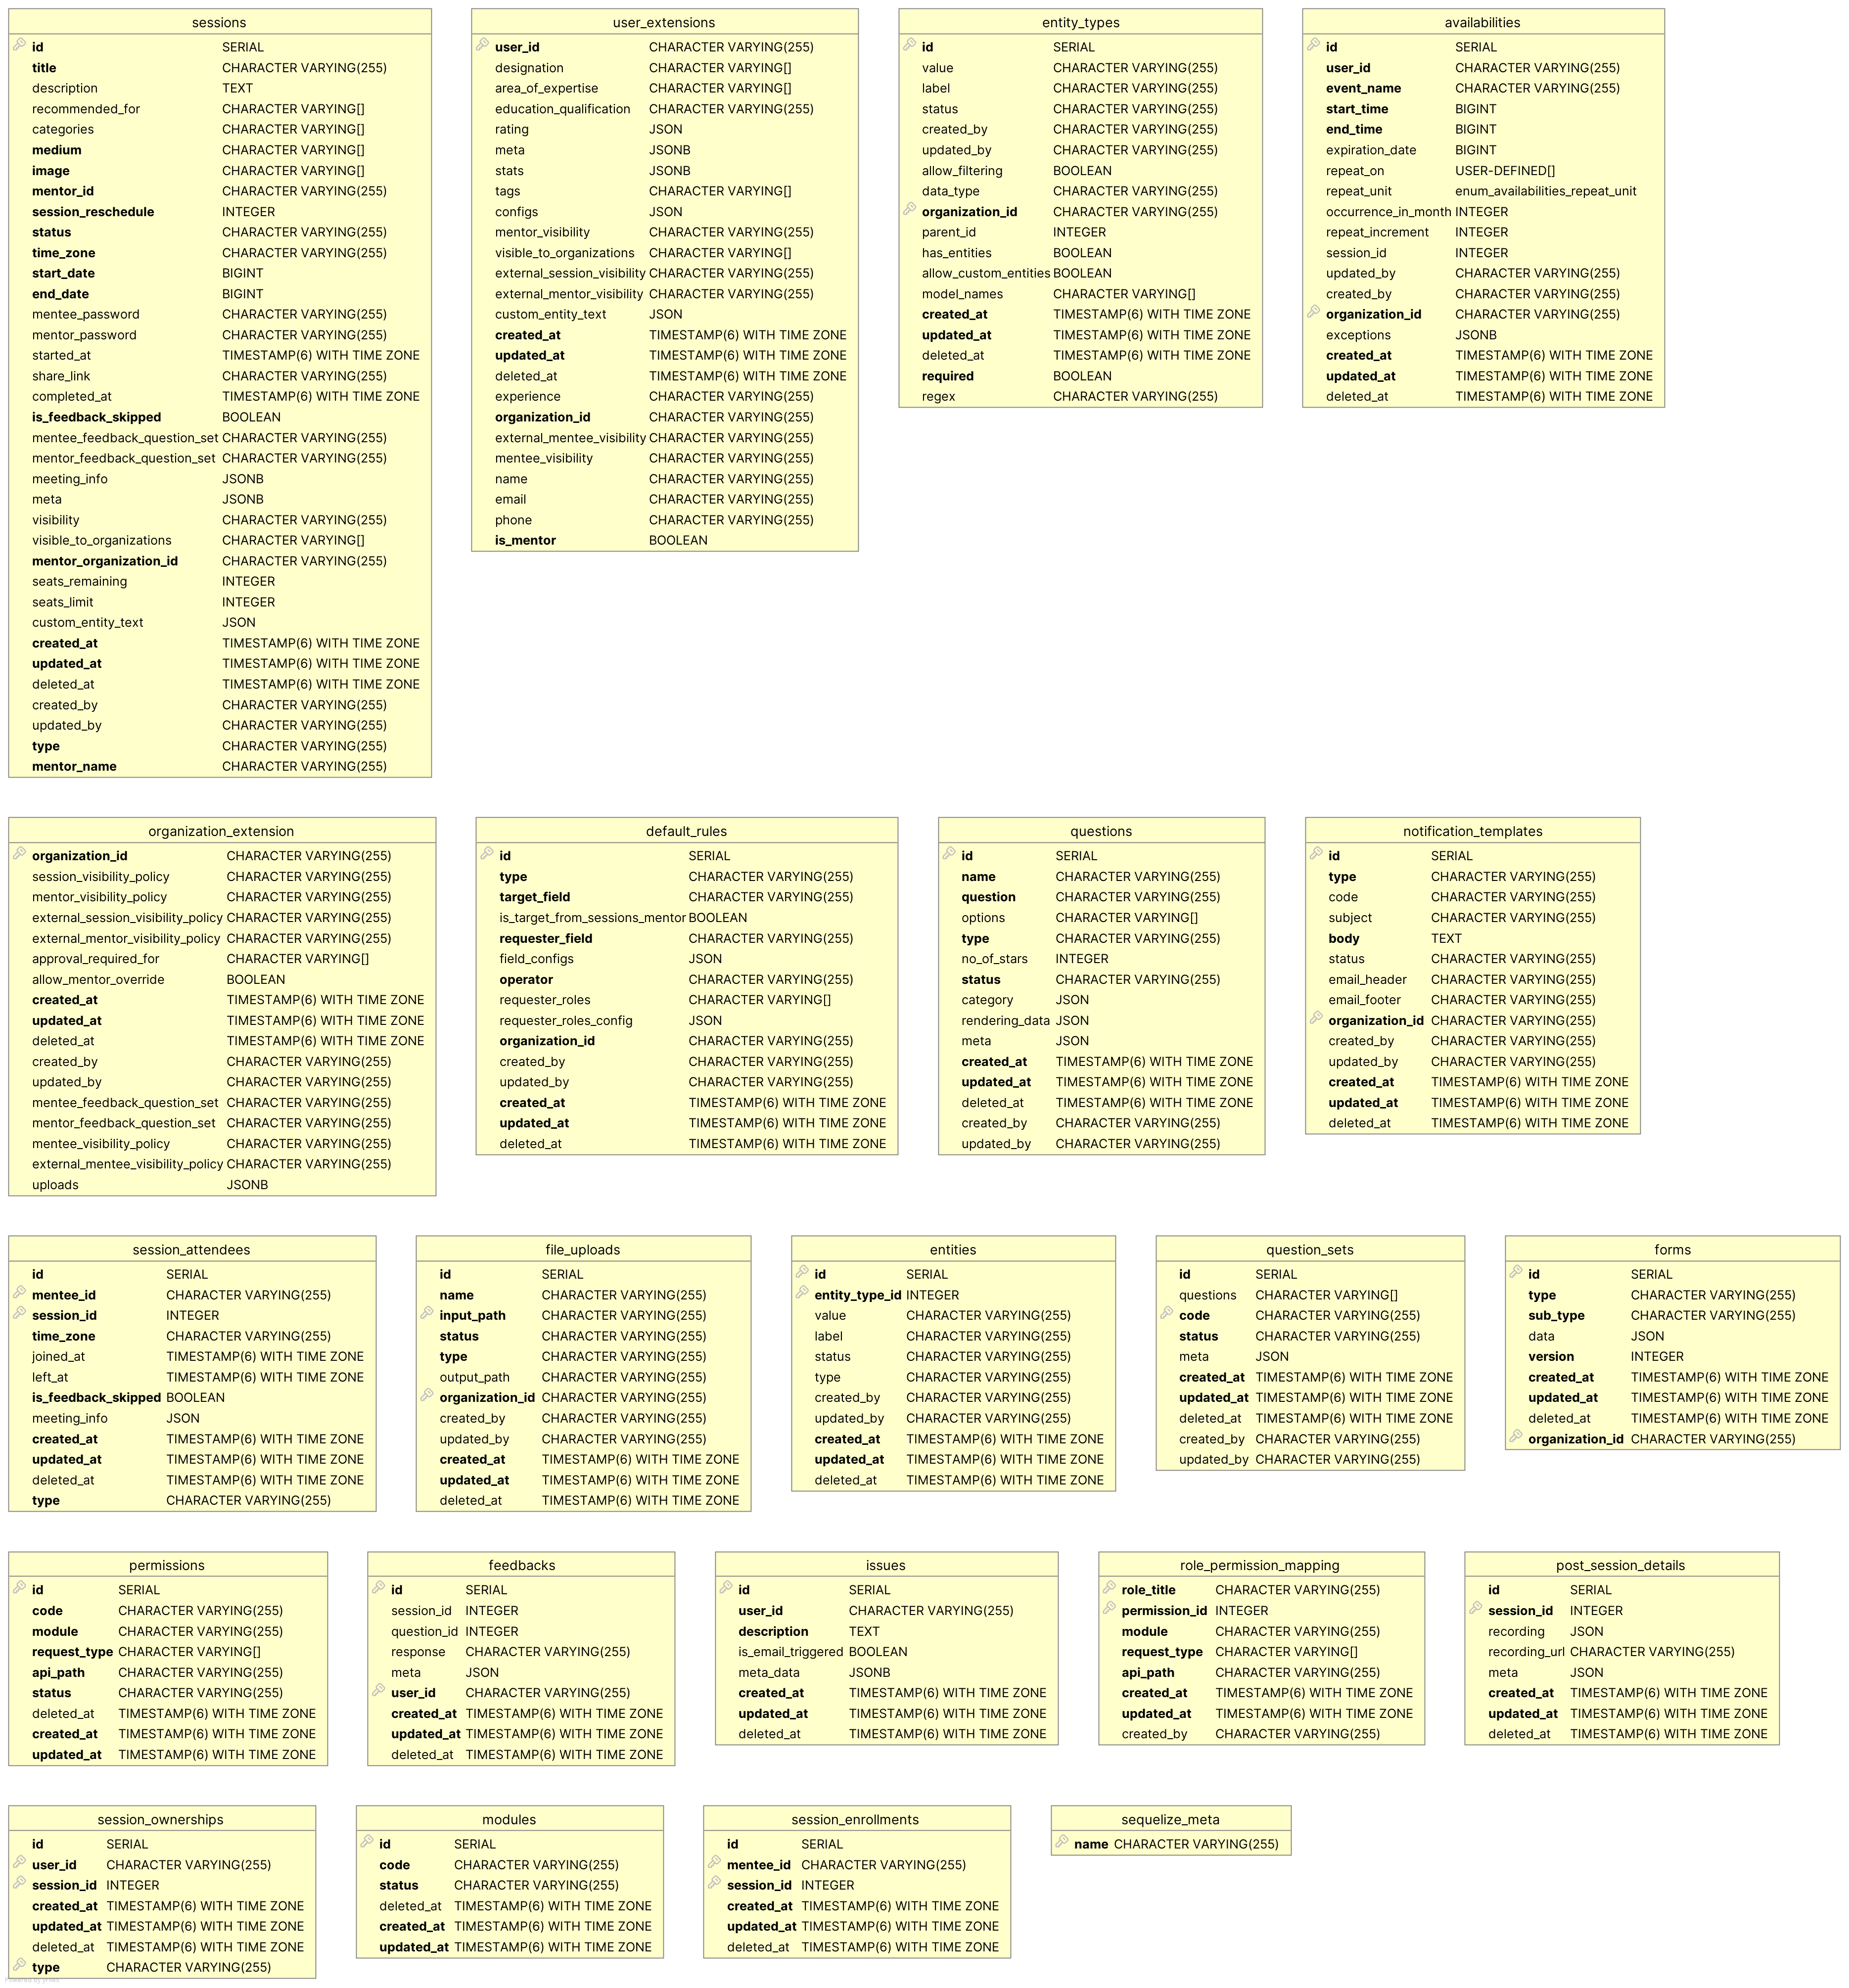 sessions
id SERIAL
title CHARACTER VARYING(255)
description TEXT
recommended_for CHARACTER VARYING[]
categories CHARACTER VARYING[]
medium CHARACTER VARYING[]
image CHARACTER VARYING[]
mentor_id CHARACTER VARYING(255)
session_reschedule INTEGER
status CHARACTER VARYING(255)
time_zone CHARACTER VARYING(255)
start_date BIGINT
end_date BIGINT
mentee_password CHARACTER VARYING(255)
mentor_password CHARACTER VARYING(255)
started_at TIMESTAMP(6) WITH TIME ZONE
share_link CHARACTER VARYING(255)
completed_at TIMESTAMP(6) WITH TIME ZONE
is_feedback_skipped BOOLEAN
mentee_feedback_question_set CHARACTER VARYING(255)
mentor_feedback_question_set CHARACTER VARYING(255)
meeting_info JSONB
meta JSONB
visibility CHARACTER VARYING(255)
visible_to_organizations CHARACTER VARYING[]
mentor_organization_id CHARACTER VARYING(255)
seats_remaining INTEGER
seats_limit INTEGER
custom_entity_text JSON
created_at TIMESTAMP(6) WITH TIME ZONE
updated_at TIMESTAMP(6) WITH TIME ZONE
deleted_at TIMESTAMP(6) WITH TIME ZONE
created_by CHARACTER VARYING(255)
updated_by CHARACTER VARYING(255)
type CHARACTER VARYING(255)
mentor_name CHARACTER VARYING(255)
user_extensions
user_id CHARACTER VARYING(255)
designation CHARACTER VARYING[]
area_of_expertise CHARACTER VARYING[]
education_qualification CHARACTER VARYING(255)
rating JSON
meta JSONB
stats JSONB
tags CHARACTER VARYING[]
configs JSON
mentor_visibility CHARACTER VARYING(255)
visible_to_organizations CHARACTER VARYING[]
external_session_visibility CHARACTER VARYING(255)
external_mentor_visibility CHARACTER VARYING(255)
custom_entity_text JSON
created_at TIMESTAMP(6) WITH TIME ZONE
updated_at TIMESTAMP(6) WITH TIME ZONE
deleted_at TIMESTAMP(6) WITH TIME ZONE
experience CHARACTER VARYING(255)
organization_id CHARACTER VARYING(255)
external_mentee_visibility CHARACTER VARYING(255)
mentee_visibility CHARACTER VARYING(255)
name CHARACTER VARYING(255)
email CHARACTER VARYING(255)
phone CHARACTER VARYING(255)
is_mentor BOOLEAN
entity_types
id SERIAL
value CHARACTER VARYING(255)
label CHARACTER VARYING(255)
status CHARACTER VARYING(255)
created_by CHARACTER VARYING(255)
updated_by CHARACTER VARYING(255)
allow_filtering BOOLEAN
data_type CHARACTER VARYING(255)
organization_id CHARACTER VARYING(255)
parent_id INTEGER
has_entities BOOLEAN
allow_custom_entities BOOLEAN
model_names CHARACTER VARYING[]
created_at TIMESTAMP(6) WITH TIME ZONE
updated_at TIMESTAMP(6) WITH TIME ZONE
deleted_at TIMESTAMP(6) WITH TIME ZONE
required BOOLEAN
regex CHARACTER VARYING(255)
availabilities
id SERIAL
user_id CHARACTER VARYING(255)
event_name CHARACTER VARYING(255)
start_time BIGINT
end_time BIGINT
expiration_date BIGINT
repeat_on USER-DEFINED[]
repeat_unit enum_availabilities_repeat_unit
occurrence_in_month INTEGER
repeat_increment INTEGER
session_id INTEGER
updated_by CHARACTER VARYING(255)
created_by CHARACTER VARYING(255)
organization_id CHARACTER VARYING(255)
exceptions JSONB
created_at TIMESTAMP(6) WITH TIME ZONE
updated_at TIMESTAMP(6) WITH TIME ZONE
deleted_at TIMESTAMP(6) WITH TIME ZONE
organization_extension
organization_id CHARACTER VARYING(255)
session_visibility_policy CHARACTER VARYING(255)
mentor_visibility_policy CHARACTER VARYING(255)
external_session_visibility_policy CHARACTER VARYING(255)
external_mentor_visibility_policy CHARACTER VARYING(255)
approval_required_for CHARACTER VARYING[]
allow_mentor_override BOOLEAN
created_at TIMESTAMP(6) WITH TIME ZONE
updated_at TIMESTAMP(6) WITH TIME ZONE
deleted_at TIMESTAMP(6) WITH TIME ZONE
created_by CHARACTER VARYING(255)
updated_by CHARACTER VARYING(255)
mentee_feedback_question_set CHARACTER VARYING(255)
mentor_feedback_question_set CHARACTER VARYING(255)
mentee_visibility_policy CHARACTER VARYING(255)
external_mentee_visibility_policy CHARACTER VARYING(255)
uploads JSONB
default_rules
id SERIAL
type CHARACTER VARYING(255)
target_field CHARACTER VARYING(255)
is_target_from_sessions_mentor BOOLEAN
requester_field CHARACTER VARYING(255)
field_configs JSON
operator CHARACTER VARYING(255)
requester_roles CHARACTER VARYING[]
requester_roles_config JSON
organization_id CHARACTER VARYING(255)
created_by CHARACTER VARYING(255)
updated_by CHARACTER VARYING(255)
created_at TIMESTAMP(6) WITH TIME ZONE
updated_at TIMESTAMP(6) WITH TIME ZONE
deleted_at TIMESTAMP(6) WITH TIME ZONE
questions
id SERIAL
name CHARACTER VARYING(255)
question CHARACTER VARYING(255)
options CHARACTER VARYING[]
type CHARACTER VARYING(255)
no_of_stars INTEGER
status CHARACTER VARYING(255)
category JSON
rendering_data JSON
meta JSON
created_at TIMESTAMP(6) WITH TIME ZONE
updated_at TIMESTAMP(6) WITH TIME ZONE
deleted_at TIMESTAMP(6) WITH TIME ZONE
created_by CHARACTER VARYING(255)
updated_by CHARACTER VARYING(255)
notification_templates
id SERIAL
type CHARACTER VARYING(255)
code CHARACTER VARYING(255)
subject CHARACTER VARYING(255)
body TEXT
status CHARACTER VARYING(255)
email_header CHARACTER VARYING(255)
email_footer CHARACTER VARYING(255)
organization_id CHARACTER VARYING(255)
created_by CHARACTER VARYING(255)
updated_by CHARACTER VARYING(255)
created_at TIMESTAMP(6) WITH TIME ZONE
updated_at TIMESTAMP(6) WITH TIME ZONE
deleted_at TIMESTAMP(6) WITH TIME ZONE
session_attendees
id SERIAL
mentee_id CHARACTER VARYING(255)
session_id INTEGER
time_zone CHARACTER VARYING(255)
joined_at TIMESTAMP(6) WITH TIME ZONE
left_at TIMESTAMP(6) WITH TIME ZONE
is_feedback_skipped BOOLEAN
meeting_info JSON
created_at TIMESTAMP(6) WITH TIME ZONE
updated_at TIMESTAMP(6) WITH TIME ZONE
deleted_at TIMESTAMP(6) WITH TIME ZONE
type CHARACTER VARYING(255)
file_uploads
id SERIAL
name CHARACTER VARYING(255)
input_path CHARACTER VARYING(255)
status CHARACTER VARYING(255)
type CHARACTER VARYING(255)
output_path CHARACTER VARYING(255)
organization_id CHARACTER VARYING(255)
created_by CHARACTER VARYING(255)
updated_by CHARACTER VARYING(255)
created_at TIMESTAMP(6) WITH TIME ZONE
updated_at TIMESTAMP(6) WITH TIME ZONE
deleted_at TIMESTAMP(6) WITH TIME ZONE
entities
id SERIAL
entity_type_id INTEGER
value CHARACTER VARYING(255)
label CHARACTER VARYING(255)
status CHARACTER VARYING(255)
type CHARACTER VARYING(255)
created_by CHARACTER VARYING(255)
updated_by CHARACTER VARYING(255)
created_at TIMESTAMP(6) WITH TIME ZONE
updated_at TIMESTAMP(6) WITH TIME ZONE
deleted_at TIMESTAMP(6) WITH TIME ZONE
question_sets
id SERIAL
questions CHARACTER VARYING[]
code CHARACTER VARYING(255)
status CHARACTER VARYING(255)
meta JSON
created_at TIMESTAMP(6) WITH TIME ZONE
updated_at TIMESTAMP(6) WITH TIME ZONE
deleted_at TIMESTAMP(6) WITH TIME ZONE
created_by CHARACTER VARYING(255)
updated_by CHARACTER VARYING(255)
forms
id SERIAL
type CHARACTER VARYING(255)
sub_type CHARACTER VARYING(255)
data JSON
version INTEGER
created_at TIMESTAMP(6) WITH TIME ZONE
updated_at TIMESTAMP(6) WITH TIME ZONE
deleted_at TIMESTAMP(6) WITH TIME ZONE
organization_id CHARACTER VARYING(255)
permissions
id SERIAL
code CHARACTER VARYING(255)
module CHARACTER VARYING(255)
request_type CHARACTER VARYING[]
api_path CHARACTER VARYING(255)
status CHARACTER VARYING(255)
deleted_at TIMESTAMP(6) WITH TIME ZONE
created_at TIMESTAMP(6) WITH TIME ZONE
updated_at TIMESTAMP(6) WITH TIME ZONE
feedbacks
id SERIAL
session_id INTEGER
question_id INTEGER
response CHARACTER VARYING(255)
meta JSON
user_id CHARACTER VARYING(255)
created_at TIMESTAMP(6) WITH TIME ZONE
updated_at TIMESTAMP(6) WITH TIME ZONE
deleted_at TIMESTAMP(6) WITH TIME ZONE
issues
id SERIAL
user_id CHARACTER VARYING(255)
description TEXT
is_email_triggered BOOLEAN
meta_data JSONB
created_at TIMESTAMP(6) WITH TIME ZONE
updated_at TIMESTAMP(6) WITH TIME ZONE
deleted_at TIMESTAMP(6) WITH TIME ZONE
role_permission_mapping
role_title CHARACTER VARYING(255)
permission_id INTEGER
module CHARACTER VARYING(255)
request_type CHARACTER VARYING[]
api_path CHARACTER VARYING(255)
created_at TIMESTAMP(6) WITH TIME ZONE
updated_at TIMESTAMP(6) WITH TIME ZONE
created_by CHARACTER VARYING(255)
post_session_details
id SERIAL
session_id INTEGER
recording JSON
recording_url CHARACTER VARYING(255)
meta JSON
created_at TIMESTAMP(6) WITH TIME ZONE
updated_at TIMESTAMP(6) WITH TIME ZONE
deleted_at TIMESTAMP(6) WITH TIME ZONE
session_ownerships
id SERIAL
user_id CHARACTER VARYING(255)
session_id INTEGER
created_at TIMESTAMP(6) WITH TIME ZONE
updated_at TIMESTAMP(6) WITH TIME ZONE
deleted_at TIMESTAMP(6) WITH TIME ZONE
type CHARACTER VARYING(255)
modules
id SERIAL
code CHARACTER VARYING(255)
status CHARACTER VARYING(255)
deleted_at TIMESTAMP(6) WITH TIME ZONE
created_at TIMESTAMP(6) WITH TIME ZONE
updated_at TIMESTAMP(6) WITH TIME ZONE
session_enrollments
id SERIAL
mentee_id CHARACTER VARYING(255)
session_id INTEGER
created_at TIMESTAMP(6) WITH TIME ZONE
updated_at TIMESTAMP(6) WITH TIME ZONE
deleted_at TIMESTAMP(6) WITH TIME ZONE
sequelize_meta
name CHARACTER VARYING(255)